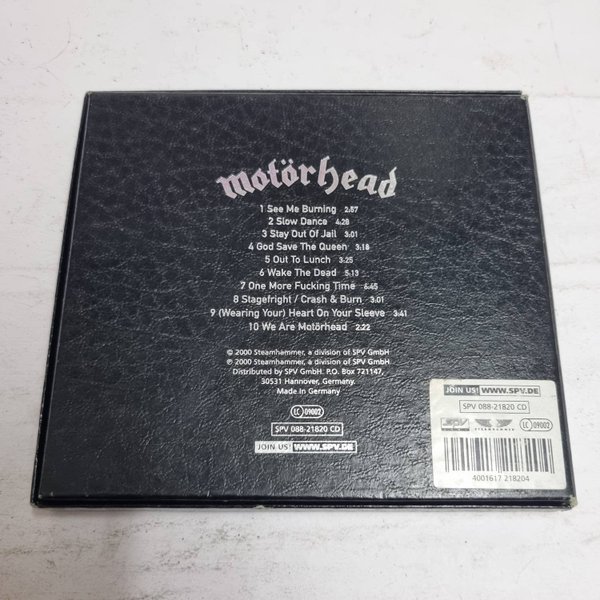 motörhead
1 See Me Burning 2:57
2 Slow Dance 4:28
3 Stay Out Of Jail 3:01
4 God Save The Queen 3:18
5 Out To Lunch 3:25
6 Wake The Dead 5:13
7 One More Fucking Time 6:45
8 Stagefright / Crash & Burn 3:01
9 (Wearing Your) Heart On Your Sleeve 3:41
10 We Are Motörhead 2:22
© 2000 Steamhammer, a division of SPV GmbH
℗ 2000 Steamhammer, a division of SPV GmbH.
Distributed by SPV GmbH. P.O. Box 721147,
30531 Hannover, Germany.
Made in Germany
LC 09002
SPV 088-21820 CD
JOIN US! WWW.SPV.DE
JOIN US! WWW.SPV.DE
SPV 088-21820 CD
SPV STEAMHAMMER LC 09002
4001617 218204